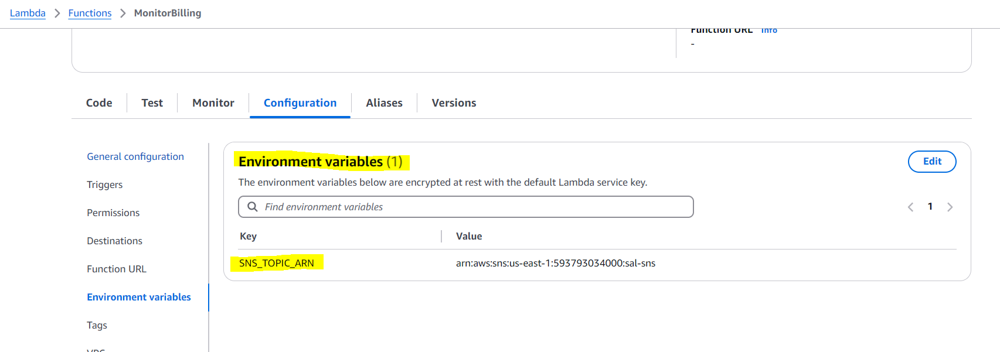 Lambda > Functions > MonitorBilling
Function URL Info
-
Code Test Monitor Configuration Aliases Versions
General configuration
Triggers
Permissions
Destinations
Function URL
Environment variables
Tags
VPC
Environment variables (1)
Edit
The environment variables below are encrypted at rest with the default Lambda service key.
Find environment variables
< 1 >
Key Value
SNS_TOPIC_ARN arn:aws:sns:us-east-1:593793034000:sal-sns